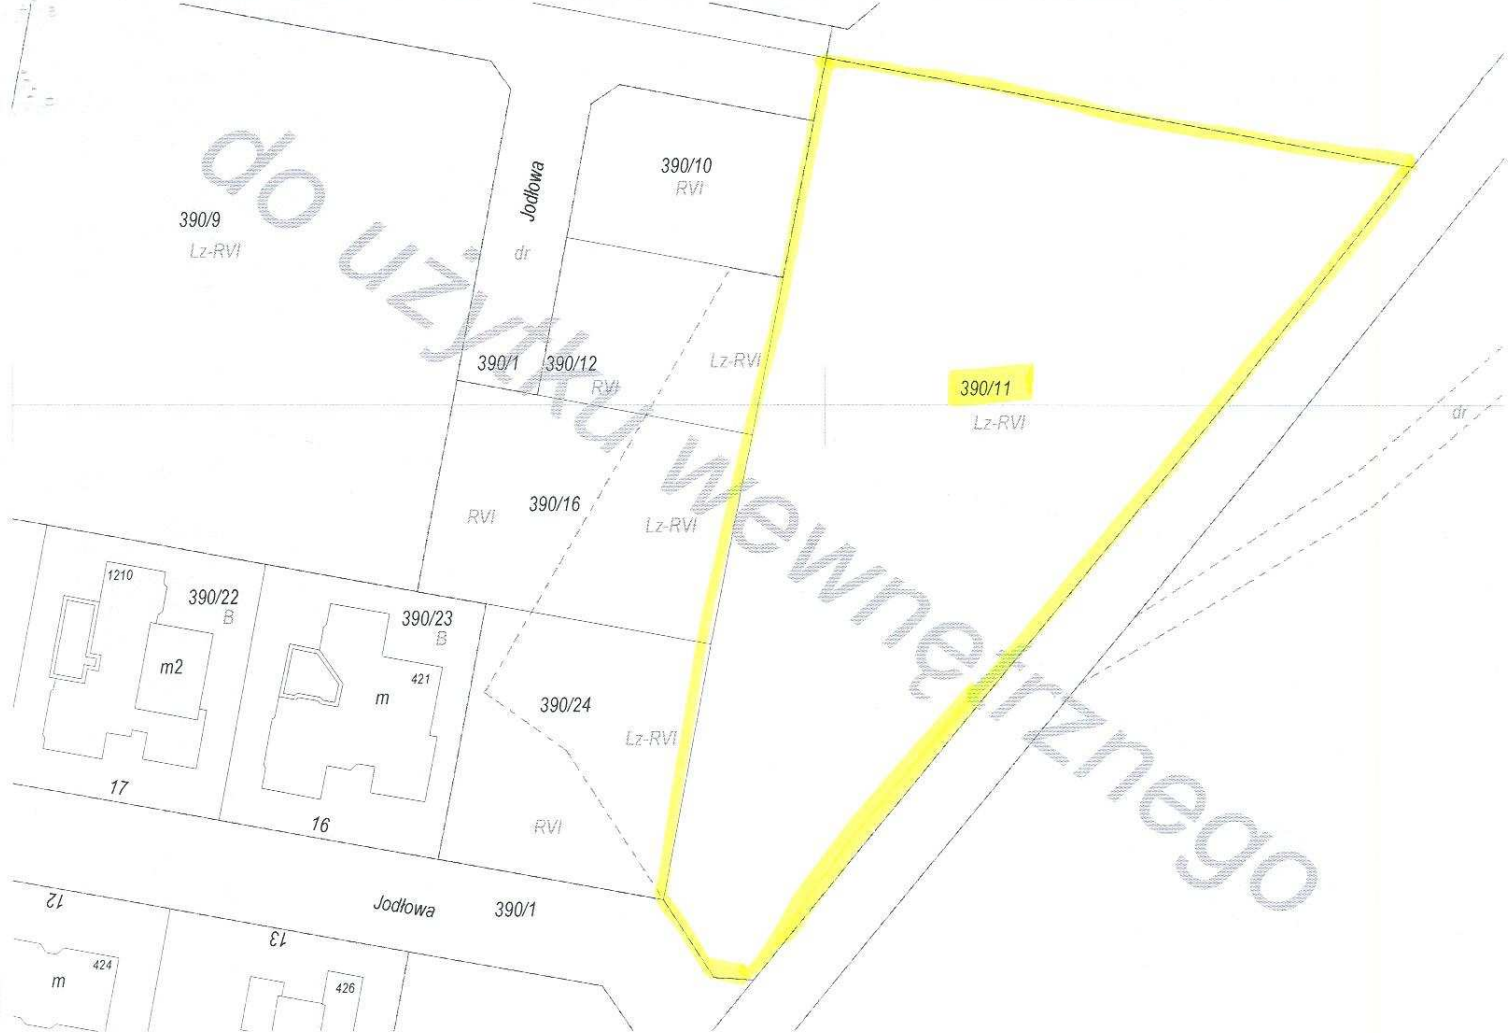 390/10
RVI
Jodłowa
390/9
Lz-RVI
dr
390/1
390/12
RVI
Lz-RVI
390/11
Lz-RVI
dr
RVI
390/16
Lz-RVI
1210
390/22
B
m2
390/23
B
421
m
390/24
Lz-RVI
17
16
RVI
Jodłowa
390/1
12
13
424
m
426
do użytku wewnętrznego